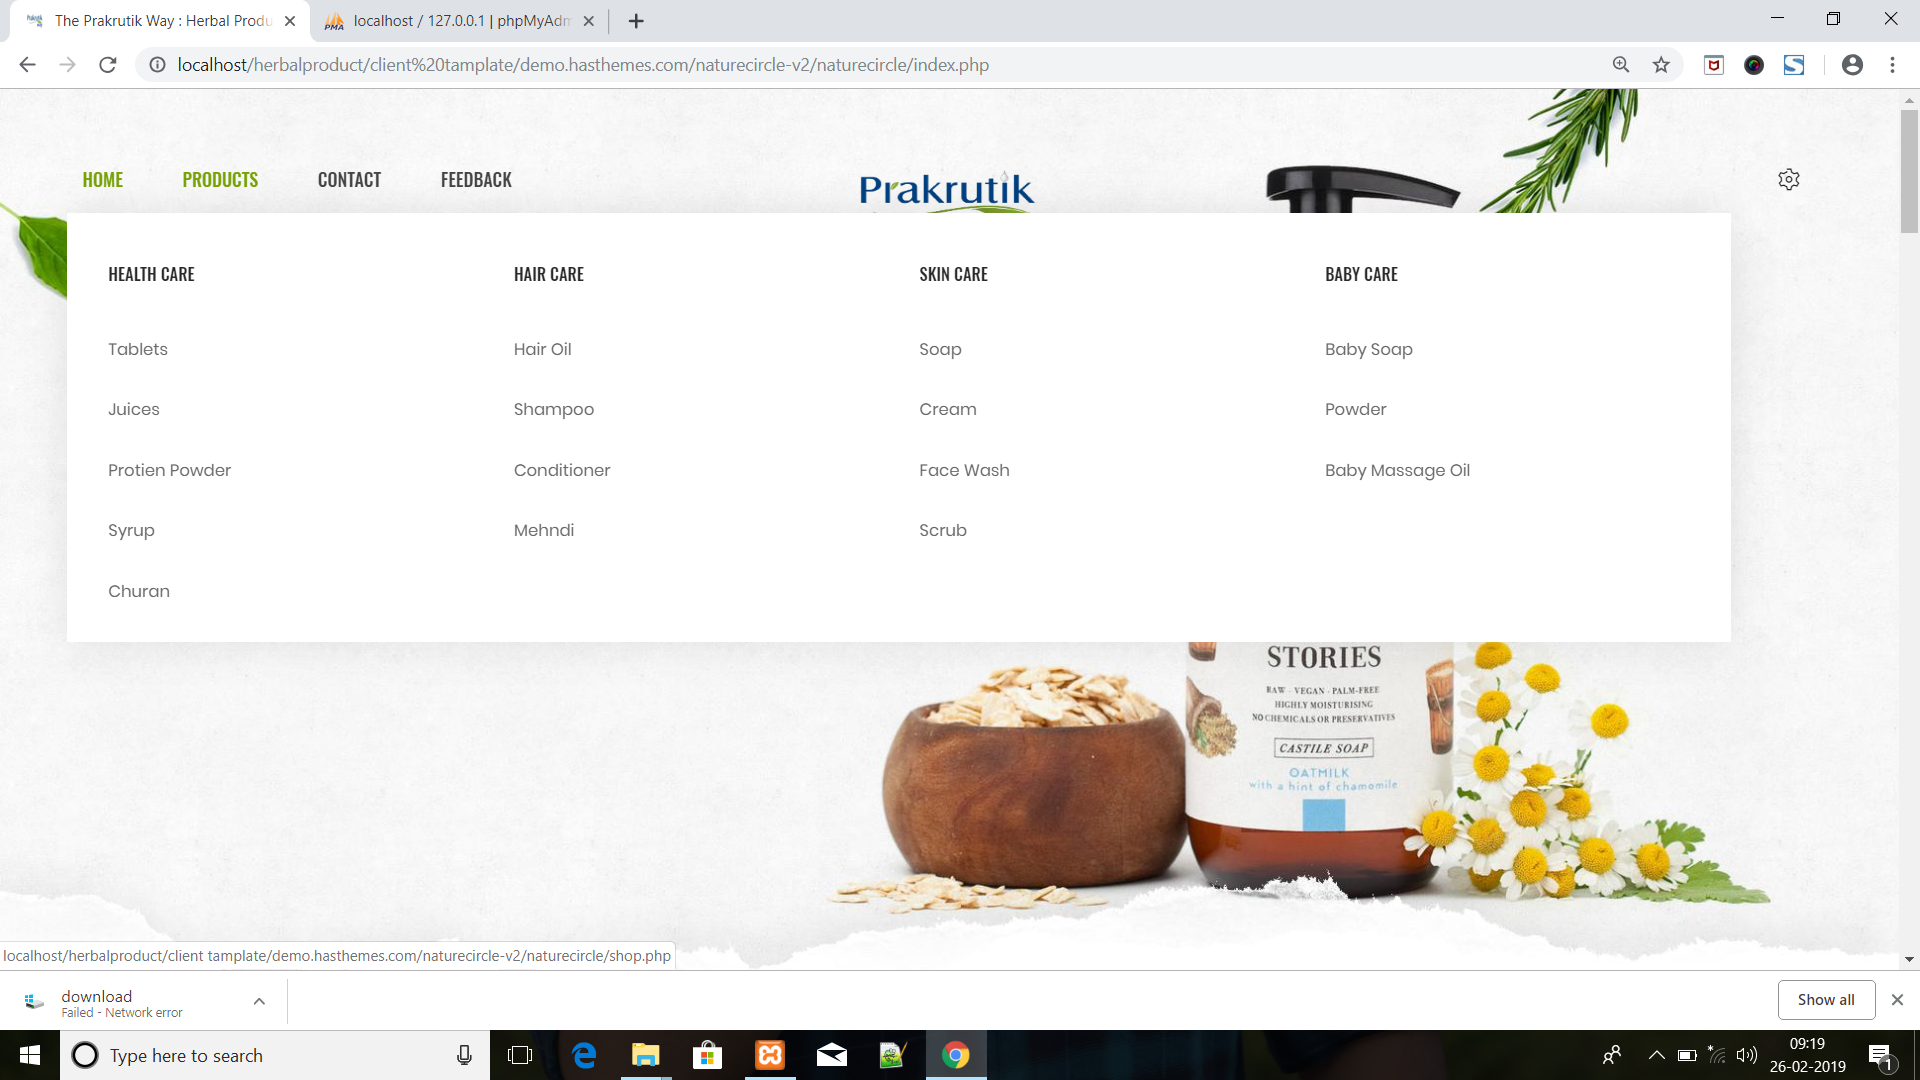 The Prakrutik Way : Herbal Produ
localhost / 127.0.0.1 | phpMyAdm
localhost/herbalproduct/client%20tamplate/demo.hasthemes.com/naturecircle-v2/naturecircle/index.php
HOME PRODUCTS CONTACT FEEDBACK
Prakrutik
HEALTH CARE HAIR CARE SKIN CARE BABY CARE
Tablets Hair Oil Soap Baby Soap
Juices Shampoo Cream Powder
Protien Powder Conditioner Face Wash Baby Massage Oil
Syrup Mehndi Scrub
Churan
STORIES
RAW · VEGAN · PALM-FREE
HIGHLY MOISTURISING
NO CHEMICALS OR PRESERVATIVES
CASTILE SOAP
OATMILK
with a hint of chamomile
localhost/herbalproduct/client tamplate/demo.hasthemes.com/naturecircle-v2/naturecircle/shop.php
download
Failed - Network error
Show all
Type here to search
09:19
26-02-2019
1